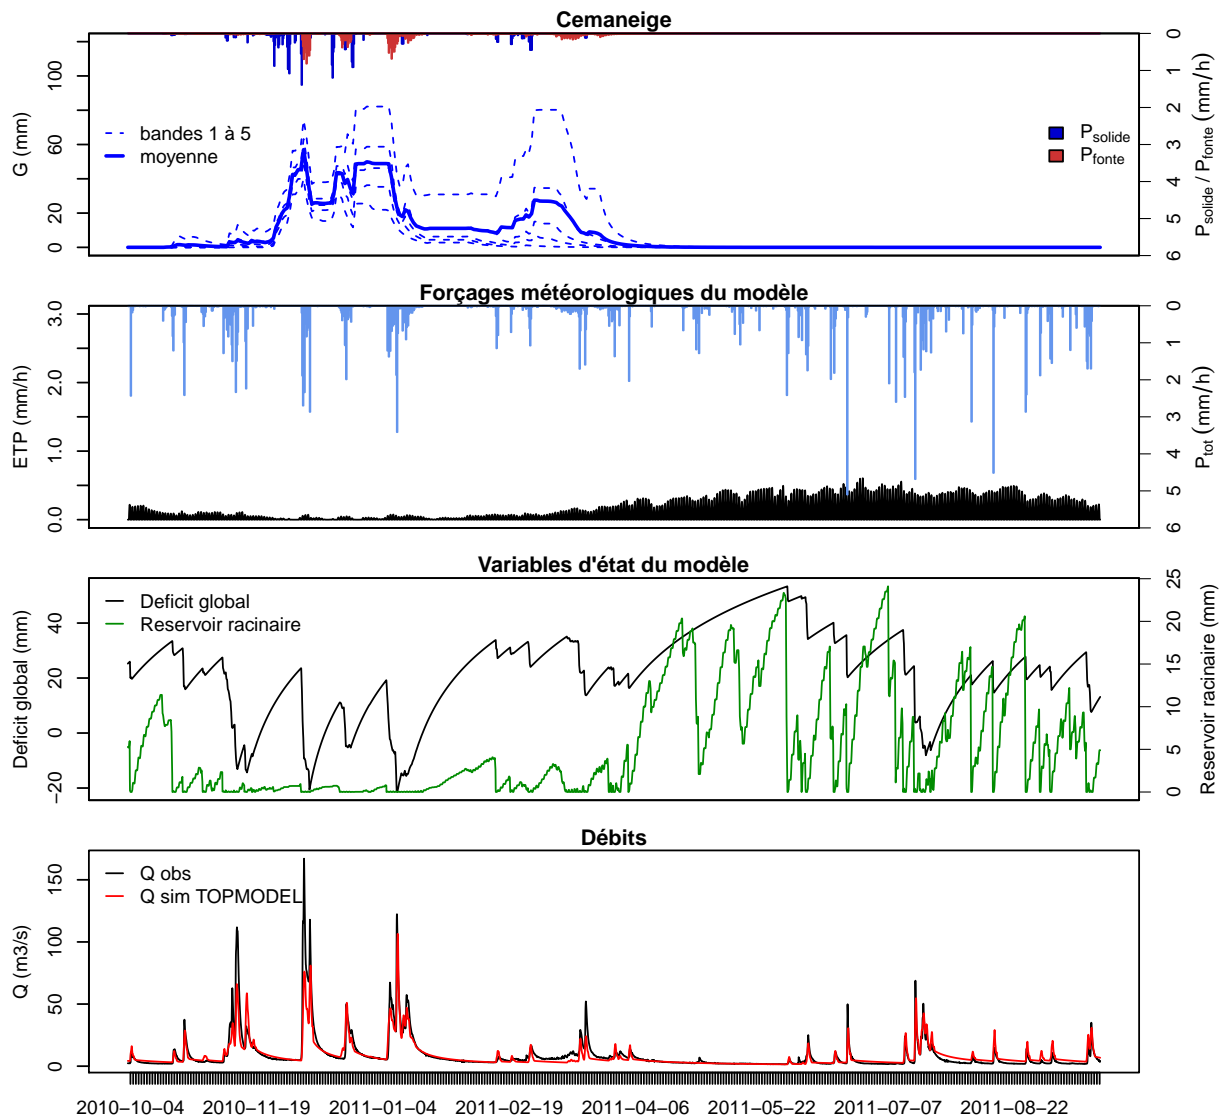 Cemaneige
G (mm)
0 20 60 100
bandes 1 à 5
moyenne
P solide
P fonte
0 1 2 3 4 5 6
P solide / P fonte (mm/h)
Forçages météorologiques du modèle
ETP (mm/h)
0.0 1.0 2.0 3.0
0 1 2 3 4 5 6
P tot (mm/h)
Variables d'état du modèle
Deficit global (mm)
−20 0 20 40
Deficit global
Reservoir racinaire
0 5 10 15 20 25
Reservoir racinaire (mm)
Débits
Q (m3/s)
0 50 100 150
Q obs
Q sim TOPMODEL
2010−10−04 2010−11−19 2011−01−04 2011−02−19 2011−04−06 2011−05−22 2011−07−07 2011−08−22